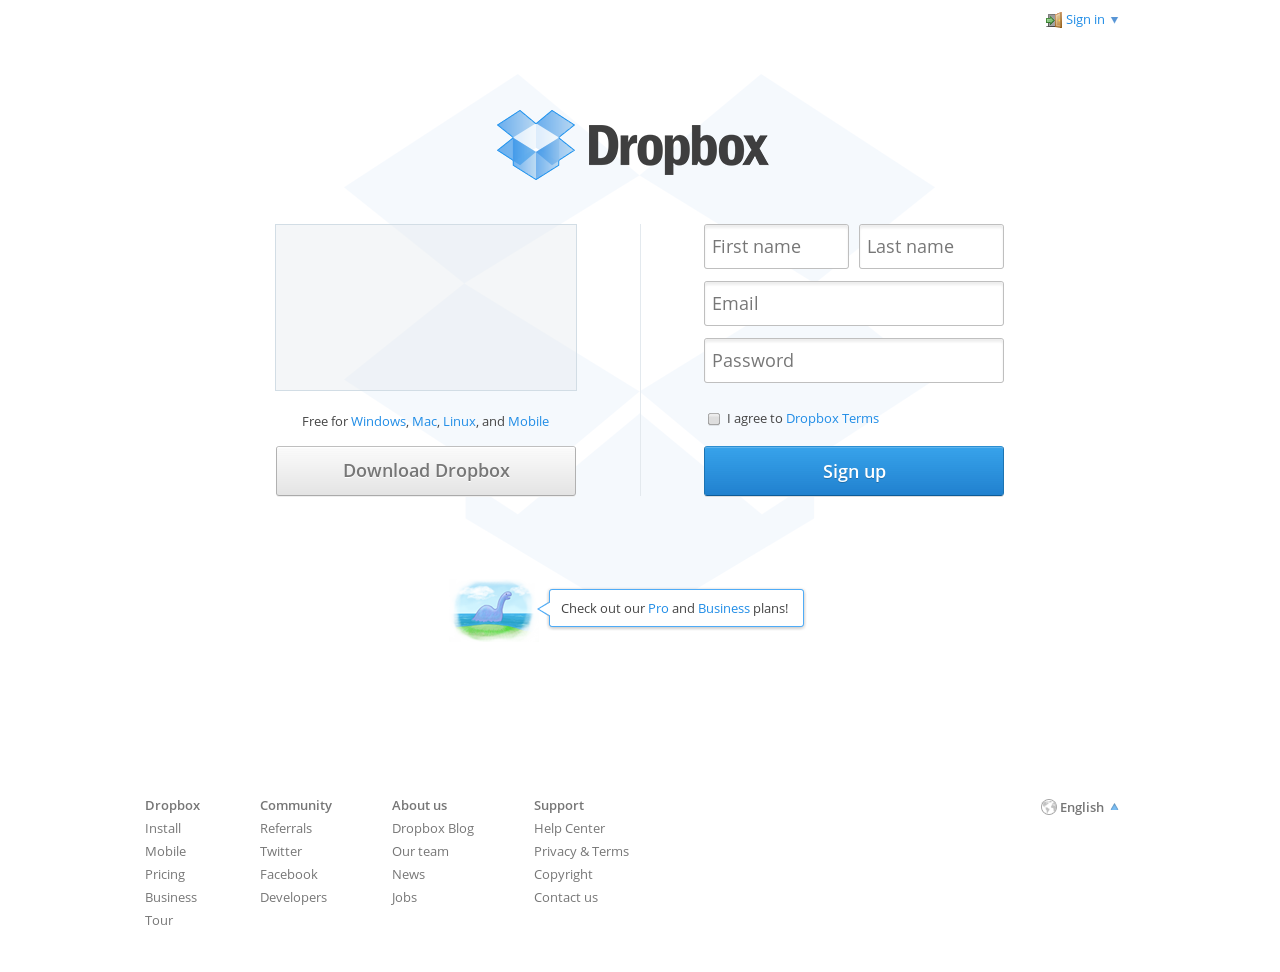 Sign in
Dropbox
First name
Last name
Email
Password
Free for Windows, Mac, Linux, and Mobile
I agree to Dropbox Terms
Download Dropbox
Sign up
Check out our Pro and Business plans!
Dropbox
Install
Mobile
Pricing
Business
Tour
Community
Referrals
Twitter
Facebook
Developers
About us
Dropbox Blog
Our team
News
Jobs
Support
Help Center
Privacy & Terms
Copyright
Contact us
English